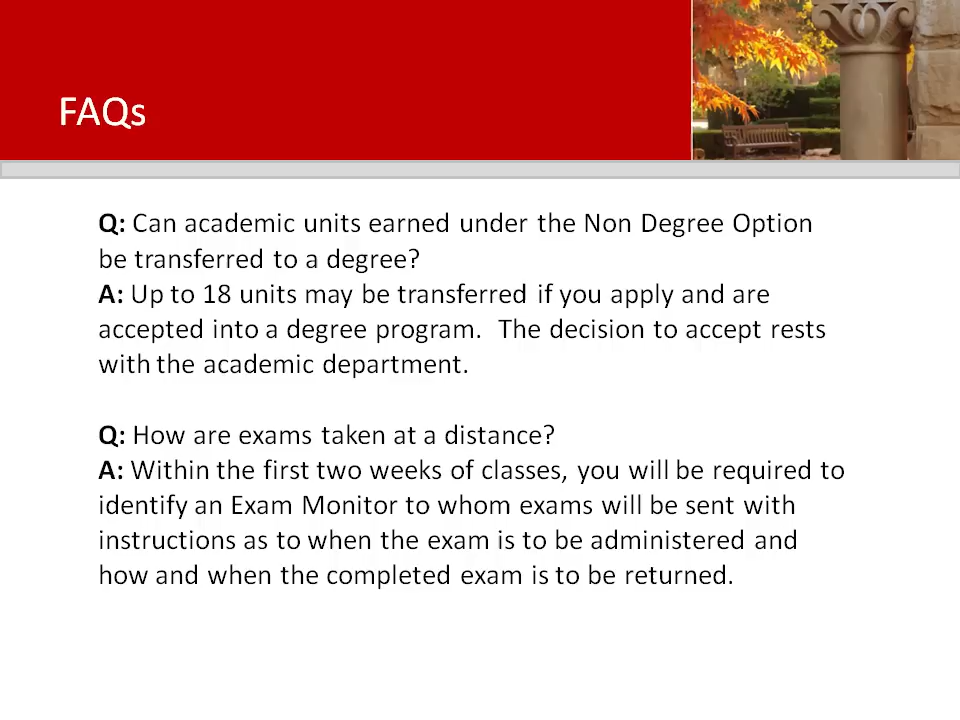 FAQs
Q: Can academic units earned under the Non Degree Option
be transferred to a degree?
A: Up to 18 units may be transferred if you apply and are
accepted into a degree program.  The decision to accept rests
with the academic department.
Q: How are exams taken at a distance?
A: Within the first two weeks of classes, you will be required to
identify an Exam Monitor to whom exams will be sent with
instructions as to when the exam is to be administered and
how and when the completed exam is to be returned.